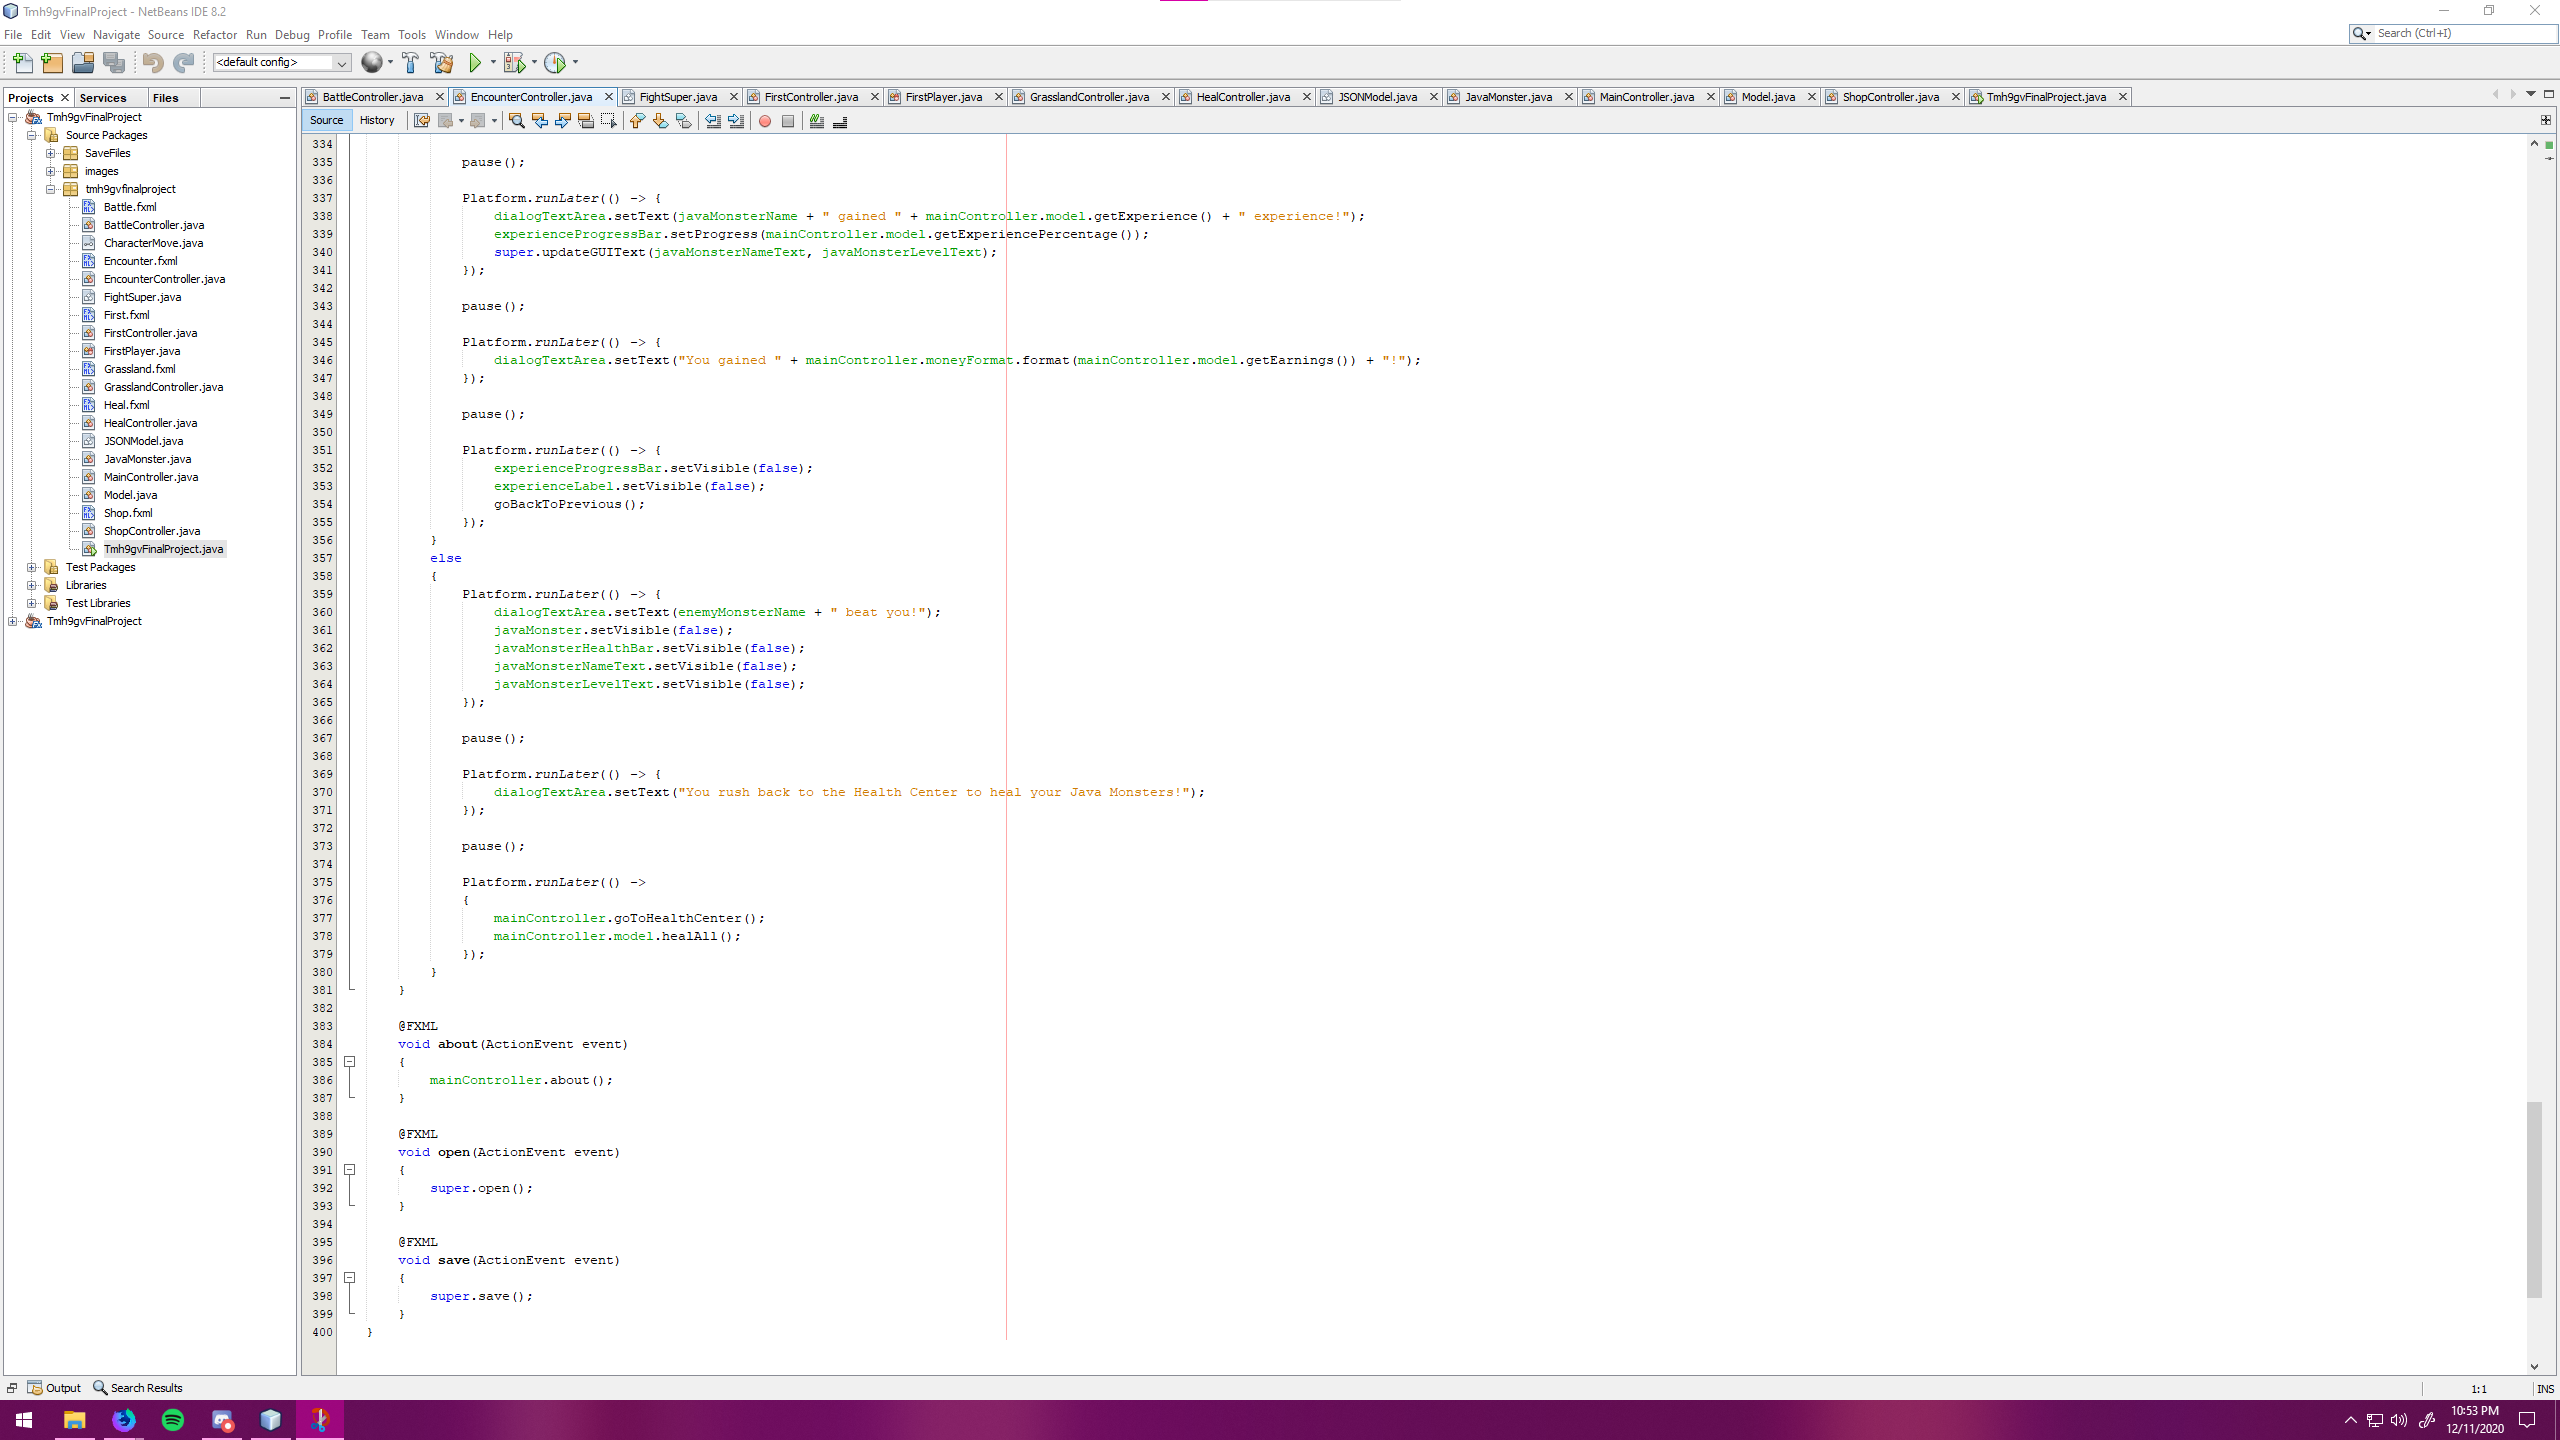 Tmh9gvFinalProject - NetBeans IDE 8.2
File Edit View Navigate Source Refactor Run Debug Profile Team Tools Window Help
Search (Ctrl+I)
<default config>
Projects Services Files
BattleController.java EncounterController.java FightSuper.java FirstController.java FirstPlayer.java GrasslandController.java HealController.java JSONModel.java JavaMonster.java MainController.java Model.java ShopController.java Tmh9gvFinalProject.java
Source History
Tmh9gvFinalProject
Source Packages
SaveFiles
images
tmh9gvfinalproject
Battle.fxml
BattleController.java
CharacterMove.java
Encounter.fxml
EncounterController.java
FightSuper.java
First.fxml
FirstController.java
FirstPlayer.java
Grassland.fxml
GrasslandController.java
Heal.fxml
HealController.java
JSONModel.java
JavaMonster.java
MainController.java
Model.java
Shop.fxml
ShopController.java
Tmh9gvFinalProject.java
Test Packages
Libraries
Test Libraries
Tmh9gvFinalProject
334
335 pause();
336
337 Platform.runLater(() -> {
338 dialogTextArea.setText(javaMonsterName + " gained " + mainController.model.getExperience() + " experience!");
339 experienceProgressBar.setProgress(mainController.model.getExperiencePercentage());
340 super.updateGUIText(javaMonsterNameText, javaMonsterLevelText);
341 });
342
343 pause();
344
345 Platform.runLater(() -> {
346 dialogTextArea.setText("You gained " + mainController.moneyFormat.format(mainController.model.getEarnings()) + "!");
347 });
348
349 pause();
350
351 Platform.runLater(() -> {
352 experienceProgressBar.setVisible(false);
353 experienceLabel.setVisible(false);
354 goBackToPrevious();
355 });
356 }
357 else
358 {
359 Platform.runLater(() -> {
360 dialogTextArea.setText(enemyMonsterName + " beat you!");
361 javaMonster.setVisible(false);
362 javaMonsterHealthBar.setVisible(false);
363 javaMonsterNameText.setVisible(false);
364 javaMonsterLevelText.setVisible(false);
365 });
366
367 pause();
368
369 Platform.runLater(() -> {
370 dialogTextArea.setText("You rush back to the Health Center to heal your Java Monsters!");
371 });
372
373 pause();
374
375 Platform.runLater(() ->
376 {
377 mainController.goToHealthCenter();
378 mainController.model.healAll();
379 });
380 }
381 }
382
383 @FXML
384 void about(ActionEvent event)
385 {
386 mainController.about();
387 }
388
389 @FXML
390 void open(ActionEvent event)
391 {
392 super.open();
393 }
394
395 @FXML
396 void save(ActionEvent event)
397 {
398 super.save();
399 }
400 }
Output Search Results
1:1 INS
10:53 PM
12/11/2020